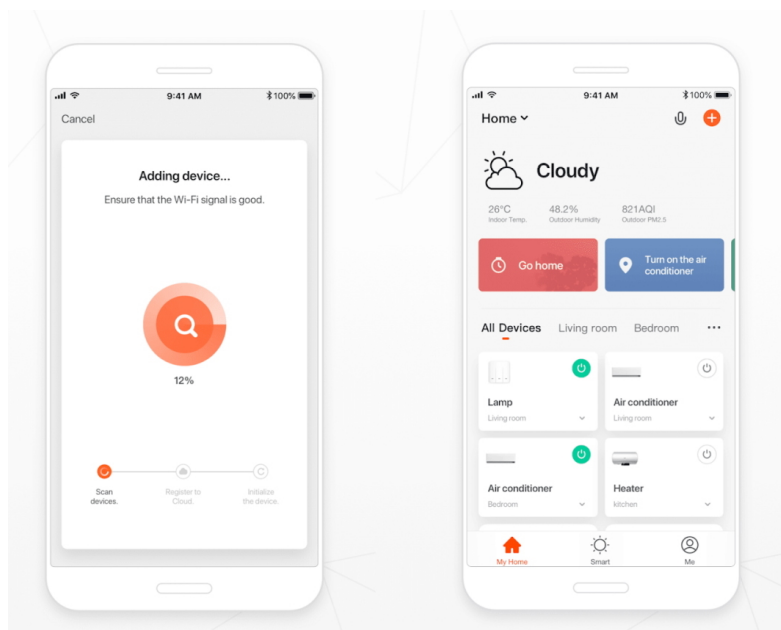 9:41 AM
100%
Cancel
Adding device...
Ensure that the Wi-Fi signal is good.
12%
Scan
devices.
Register to
Cloud.
Initialize
the device.
9:41 AM
100%
Home
Cloudy
26°C
Indoor Temp.
48.2%
Outdoor Humidity
821AQI
Outdoor PM2.5
Go home
Turn on the air
conditioner
All Devices
Living room
Bedroom
Lamp
Living room
Air conditioner
Living room
Air conditioner
Bedroom
Heater
kitchen
My Home
Smart
Me